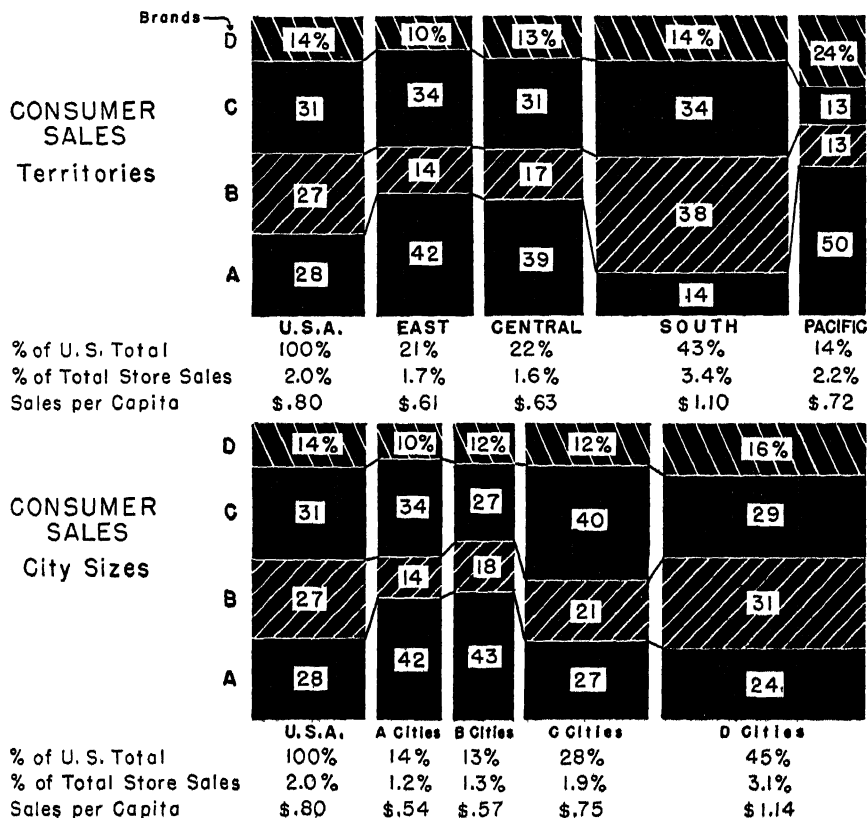 Brands
D 14% 10% 13% 14% 24%
CONSUMER SALES C 31 34 31 34 13
Territories B 27 14 17 38 13
A 28 42 39 14 50
U.S.A. EAST CENTRAL SOUTH PACIFIC
% of U.S. Total 100% 21% 22% 43% 14%
% of Total Store Sales 2.0% 1.7% 1.6% 3.4% 2.2%
Sales per Capita $.80 $.61 $.63 $1.10 $.72
D 14% 10% 12% 12% 16%
CONSUMER SALES C 31 34 27 40 29
City Sizes B 27 14 18 21 31
A 28 42 43 27 24
U.S.A. A Cities B Cities C Cities D Cities
% of U.S. Total 100% 14% 13% 28% 45%
% of Total Store Sales 2.0% 1.2% 1.3% 1.9% 3.1%
Sales per Capita $.80 $.54 $.57 $.75 $1.14